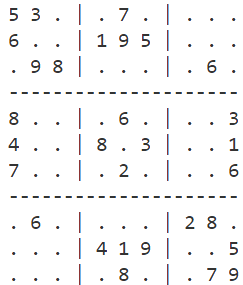 5 3 . | . 7 . | . . .
6 . . | 1 9 5 | . . .
. 9 8 | . . . | . 6 .
---------------------
8 . . | . 6 . | . . 3
4 . . | 8 . 3 | . . 1
7 . . | . 2 . | . . 6
---------------------
. 6 . | . . . | 2 8 .
. . . | 4 1 9 | . . 5
. . . | . 8 . | . 7 9